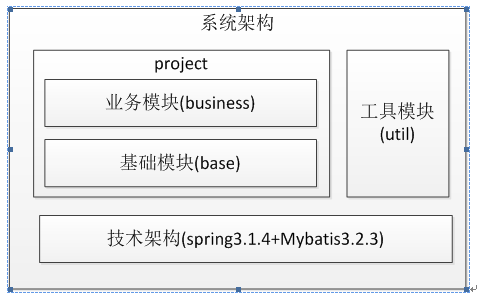 系统架构
project
业务模块(business)
基础模块(base)
工具模块
(util)
技术架构(spring3.1.4+Mybatis3.2.3)